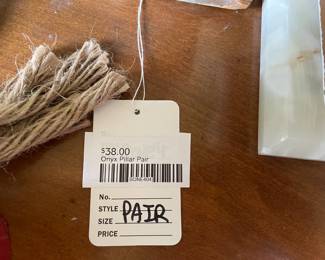 $38.00
Onyx Pillar Pair
No.
STYLE PAIR
SIZE
PRICE